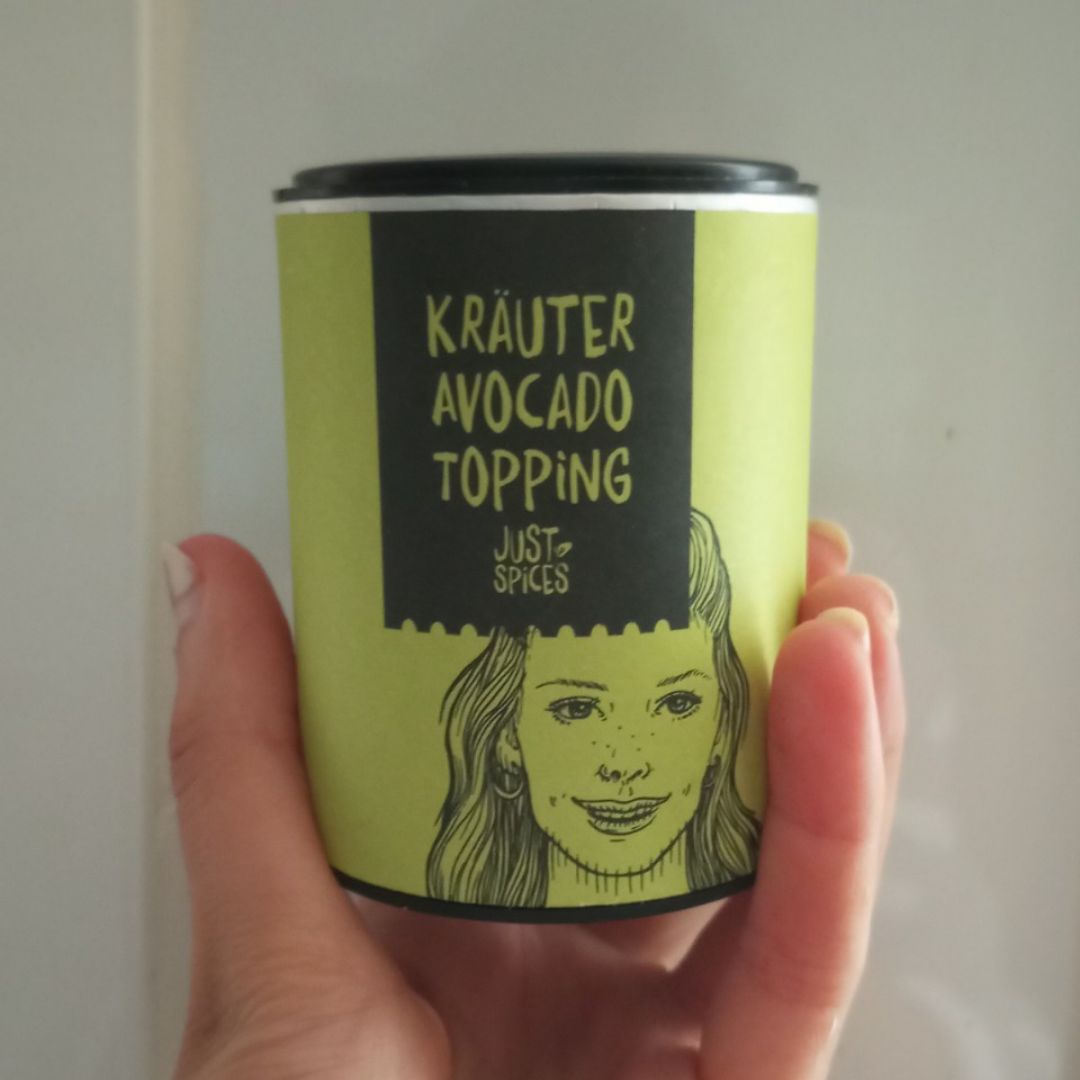 KRÄUTER
AVOCADO
TOPPiNG
JUST
SPiCES